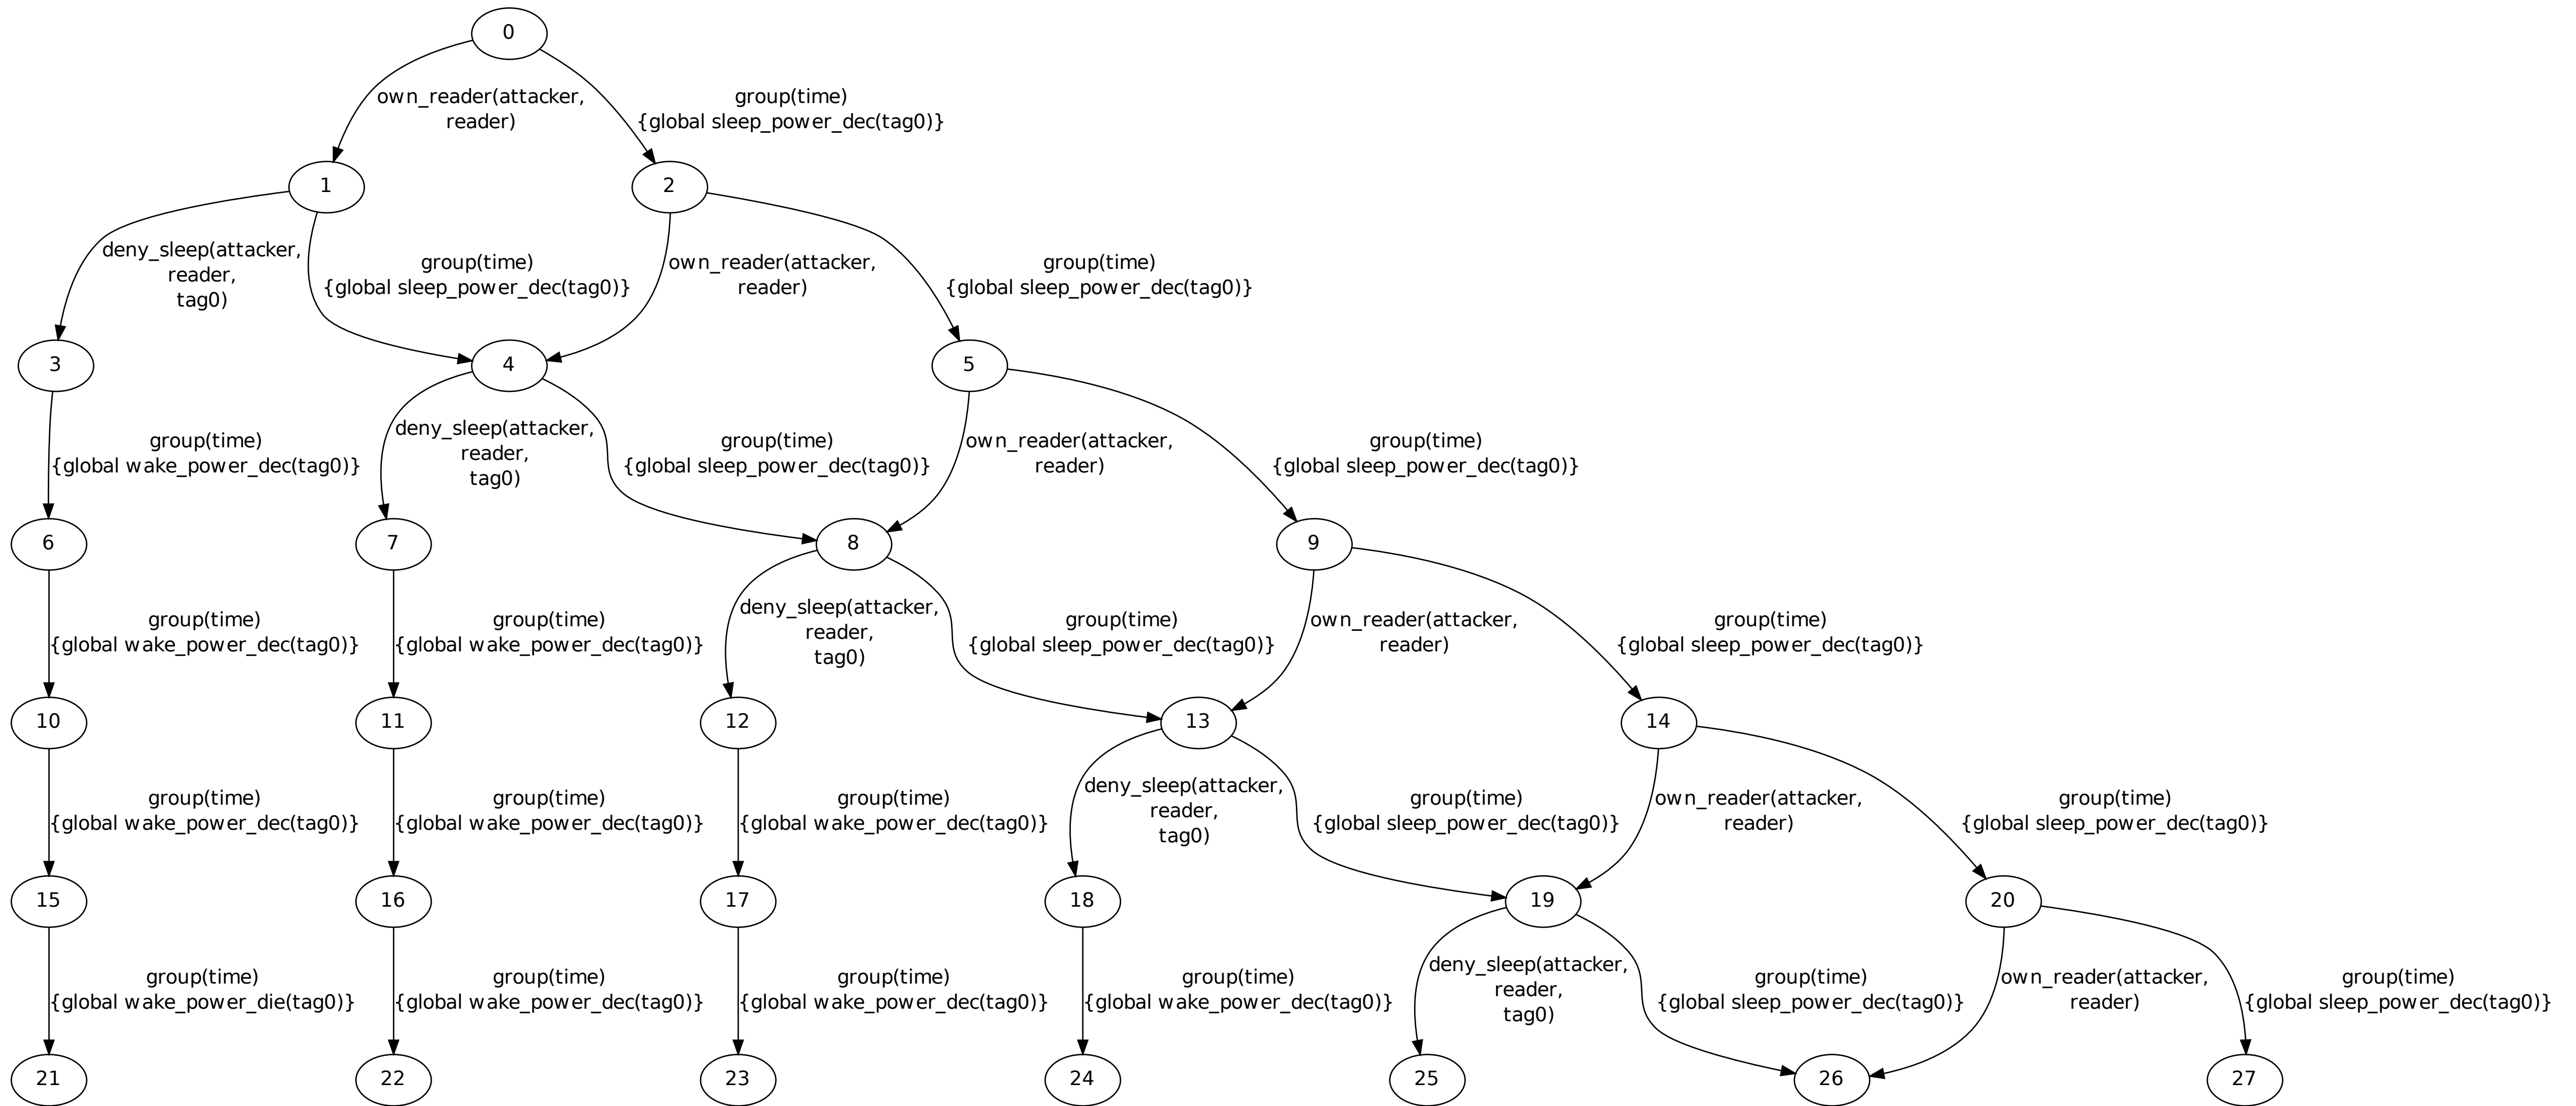 0
own_reader(attacker,
reader)
group(time)
{global sleep_power_dec(tag0)}
1
2
deny_sleep(attacker,
reader,
tag0)
group(time)
{global sleep_power_dec(tag0)}
own_reader(attacker,
reader)
group(time)
{global sleep_power_dec(tag0)}
3
4
5
group(time)
{global wake_power_dec(tag0)}
deny_sleep(attacker,
reader,
tag0)
group(time)
{global sleep_power_dec(tag0)}
own_reader(attacker,
reader)
group(time)
{global sleep_power_dec(tag0)}
6
7
8
9
group(time)
{global wake_power_dec(tag0)}
group(time)
{global wake_power_dec(tag0)}
deny_sleep(attacker,
reader,
tag0)
group(time)
{global sleep_power_dec(tag0)}
own_reader(attacker,
reader)
group(time)
{global sleep_power_dec(tag0)}
10
11
12
13
14
group(time)
{global wake_power_dec(tag0)}
group(time)
{global wake_power_dec(tag0)}
group(time)
{global wake_power_dec(tag0)}
deny_sleep(attacker,
reader,
tag0)
group(time)
{global sleep_power_dec(tag0)}
own_reader(attacker,
reader)
group(time)
{global sleep_power_dec(tag0)}
15
16
17
18
19
20
group(time)
{global wake_power_die(tag0)}
group(time)
{global wake_power_dec(tag0)}
group(time)
{global wake_power_dec(tag0)}
group(time)
{global wake_power_dec(tag0)}
deny_sleep(attacker,
reader,
tag0)
group(time)
{global sleep_power_dec(tag0)}
own_reader(attacker,
reader)
group(time)
{global sleep_power_dec(tag0)}
21
22
23
24
25
26
27